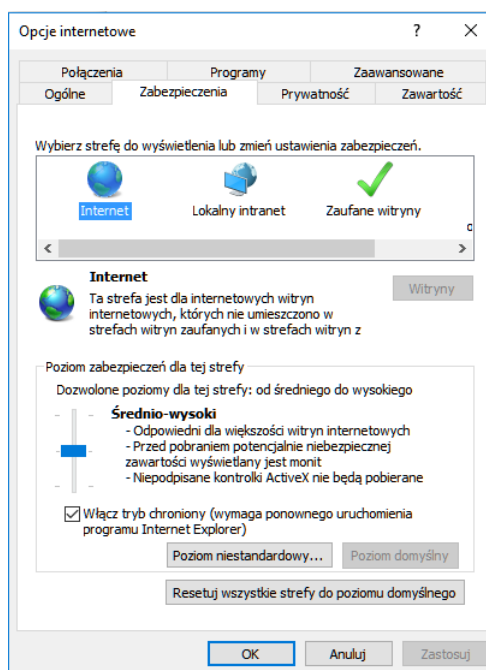 Opcje internetowe
Połączenia Programy Zaawansowane
Ogólne Zabezpieczenia Prywatność Zawartość
Wybierz strefę do wyświetlenia lub zmień ustawienia zabezpieczeń.
Internet Lokalny intranet Zaufane witryny
Internet
Witryny
Ta strefa jest dla internetowych witryn
internetowych, których nie umieszczono w
strefach witryn zaufanych i w strefach witryn z
Poziom zabezpieczeń dla tej strefy
Dozwolone poziomy dla tej strefy: od średniego do wysokiego
Średnio-wysoki
- Odpowiedni dla większości witryn internetowych
- Przed pobraniem potencjalnie niebezpiecznej
zawartości wyświetlany jest monit
- Niepodpisane kontrolki ActiveX nie będą pobierane
Włącz tryb chroniony (wymaga ponownego uruchomienia
programu Internet Explorer)
Poziom niestandardowy... Poziom domyślny
Resetuj wszystkie strefy do poziomu domyślnego
OK Anuluj Zastosuj